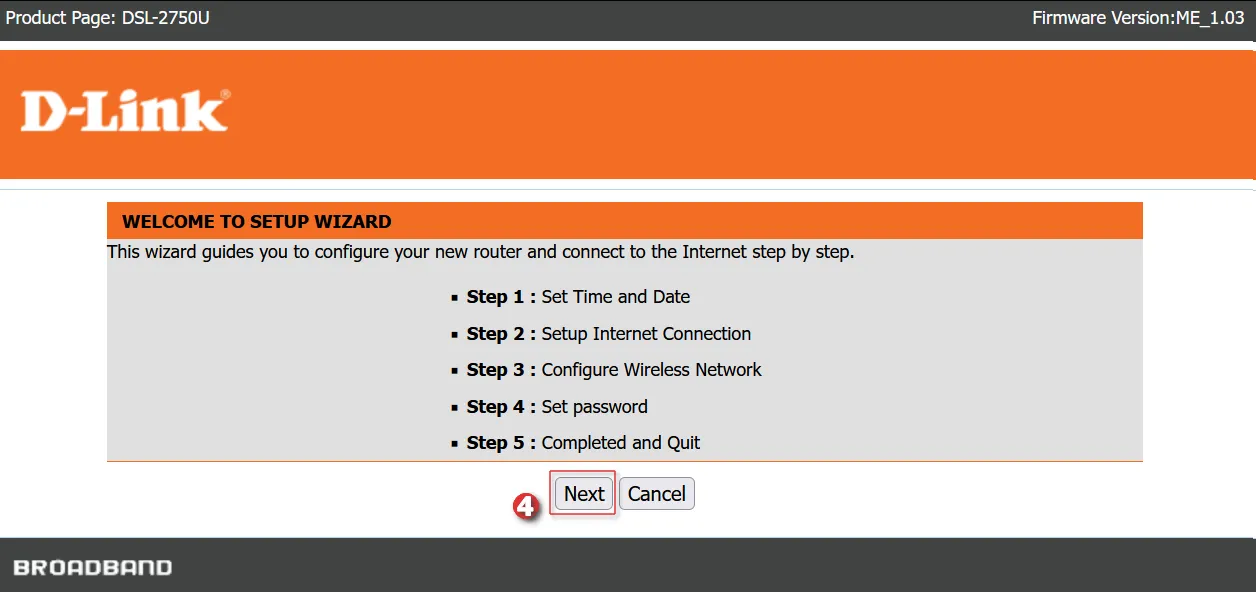 Product Page: DSL-2750U Firmware Version:ME_1.03
D-Link®
WELCOME TO SETUP WIZARD
This wizard guides you to configure your new router and connect to the Internet step by step.
▪ Step 1 : Set Time and Date
▪ Step 2 : Setup Internet Connection
▪ Step 3 : Configure Wireless Network
▪ Step 4 : Set password
▪ Step 5 : Completed and Quit
4 Next Cancel
BROADBAND